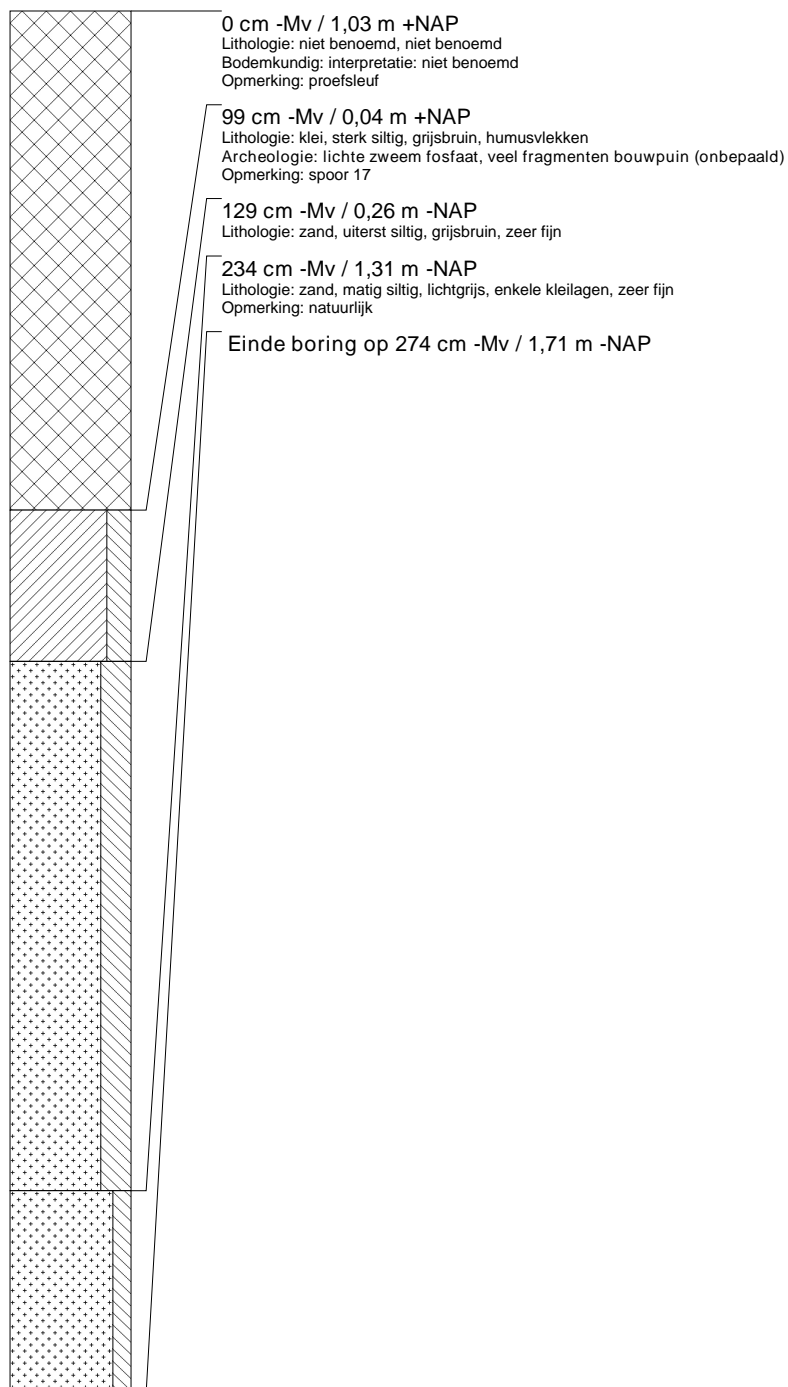 0 cm -Mv / 1,03 m +NAP
Lithologie: niet benoemd, niet benoemd
Bodemkundig: interpretatie: niet benoemd
Opmerking: proefsleuf
99 cm -Mv / 0,04 m +NAP
Lithologie: klei, sterk siltig, grijsbruin, humusvlekken
Archeologie: lichte zweem fosfaat, veel fragmenten bouwpuin (onbepaald)
Opmerking: spoor 17
129 cm -Mv / 0,26 m -NAP
Lithologie: zand, uiterst siltig, grijsbruin, zeer fijn
234 cm -Mv / 1,31 m -NAP
Lithologie: zand, matig siltig, lichtgrijs, enkele kleilagen, zeer fijn
Opmerking: natuurlijk
Einde boring op 274 cm -Mv / 1,71 m -NAP